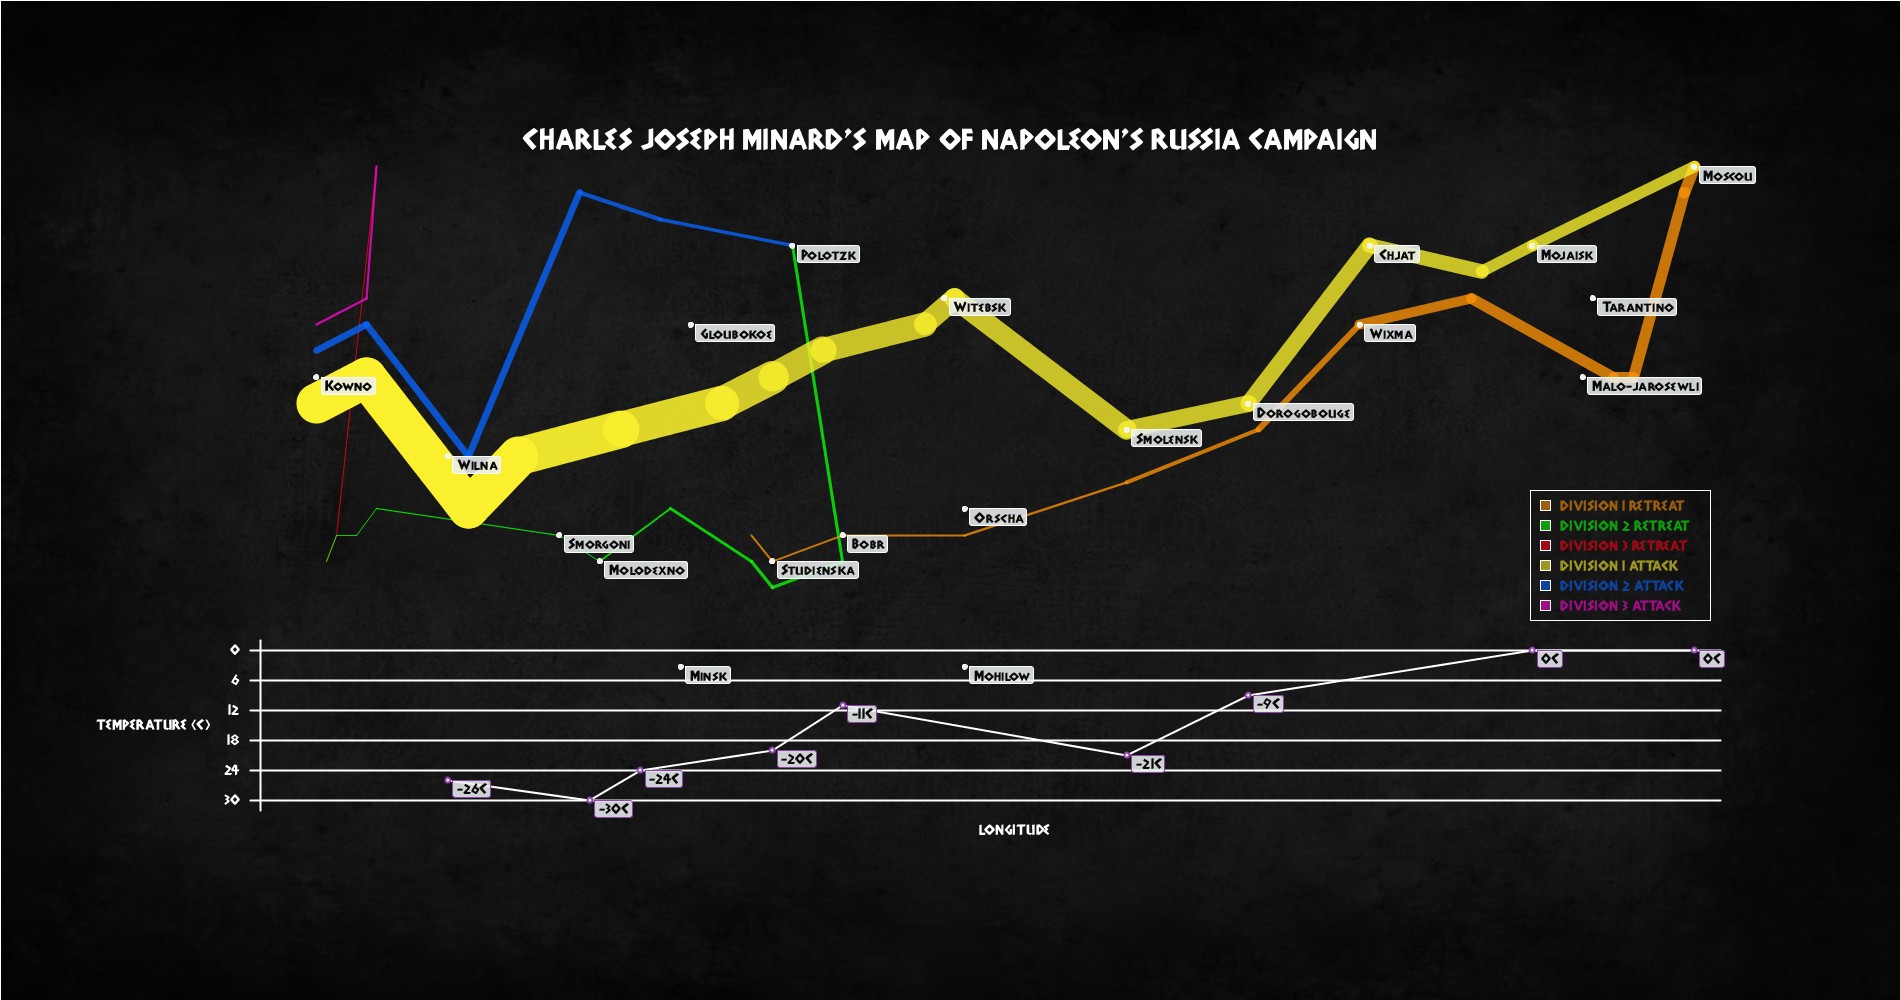 CHARLES JOSEPH MINARD'S MAP OF NAPOLEON'S RUSSIA CAMPAIGN
Moscou
Polotzk
Chjat
Mojaisk
Witebsk
Tarantino
Gloubokoe
Wixma
Kowno
Malo-jarosewli
Dorogobouge
Smolensk
Wilna
Orscha
Smorgoni
Bobr
Molodexno
Studienska
DIVISION 1 RETREAT
DIVISION 2 RETREAT
DIVISION 3 RETREAT
DIVISION 1 ATTACK
DIVISION 2 ATTACK
DIVISION 3 ATTACK
0
6
12
18
24
30
TEMPERATURE (C)
Minsk
Mohilow
0C
0C
-9C
-11C
-20C
-21C
-24C
-26C
-30C
LONGITUDE